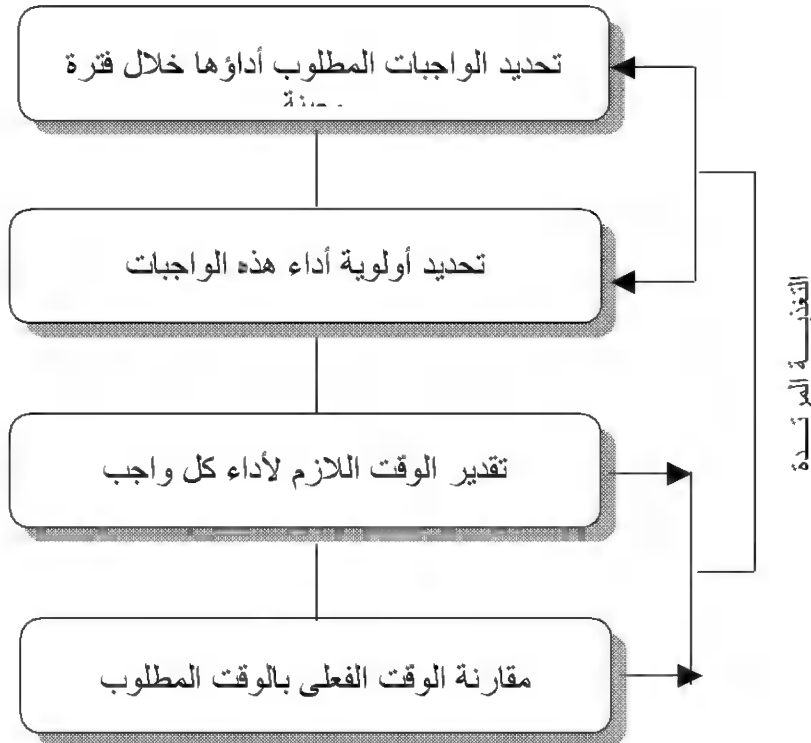 تحديد الواجبات المطلوب أداؤها خلال فترة
تحديد أولوية أداء هذه الواجبات
تقدير الوقت اللازم لأداء كل واجب
مقارنة الوقت الفعلى بالوقت المطلوب
التغذيــة المرتــدة